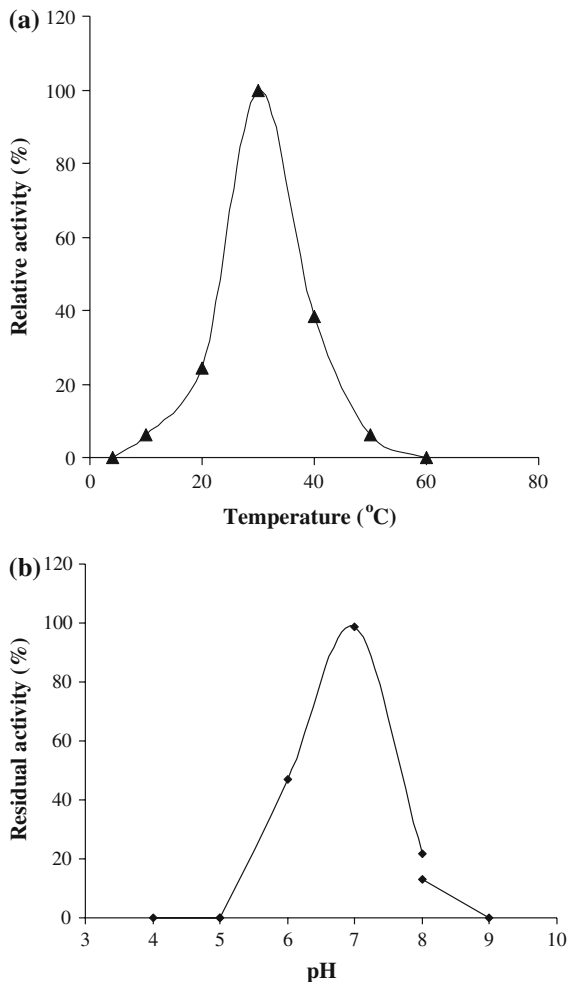 (a)
120
100
80
60
40
20
0
Relative activity (%)
0 20 40 60 80
Temperature (°C)
(b)
120
100
80
60
40
20
0
Residual activity (%)
3 4 5 6 7 8 9 10
pH